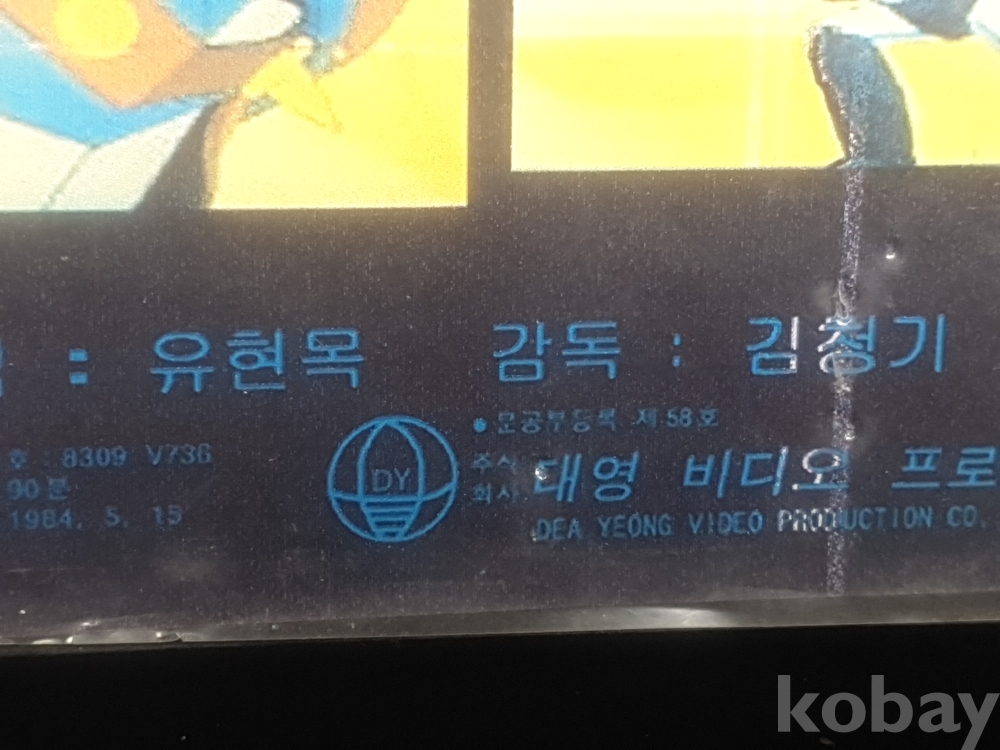 : 유현목 감독 : 김청기
호 : 8309 V736
90분
1984. 5. 15
DY
● 문공부등록 제58호
주식회사 대영 비디오 프로
DEA YEONG VIDEO PRODUCTION CO.
kobay